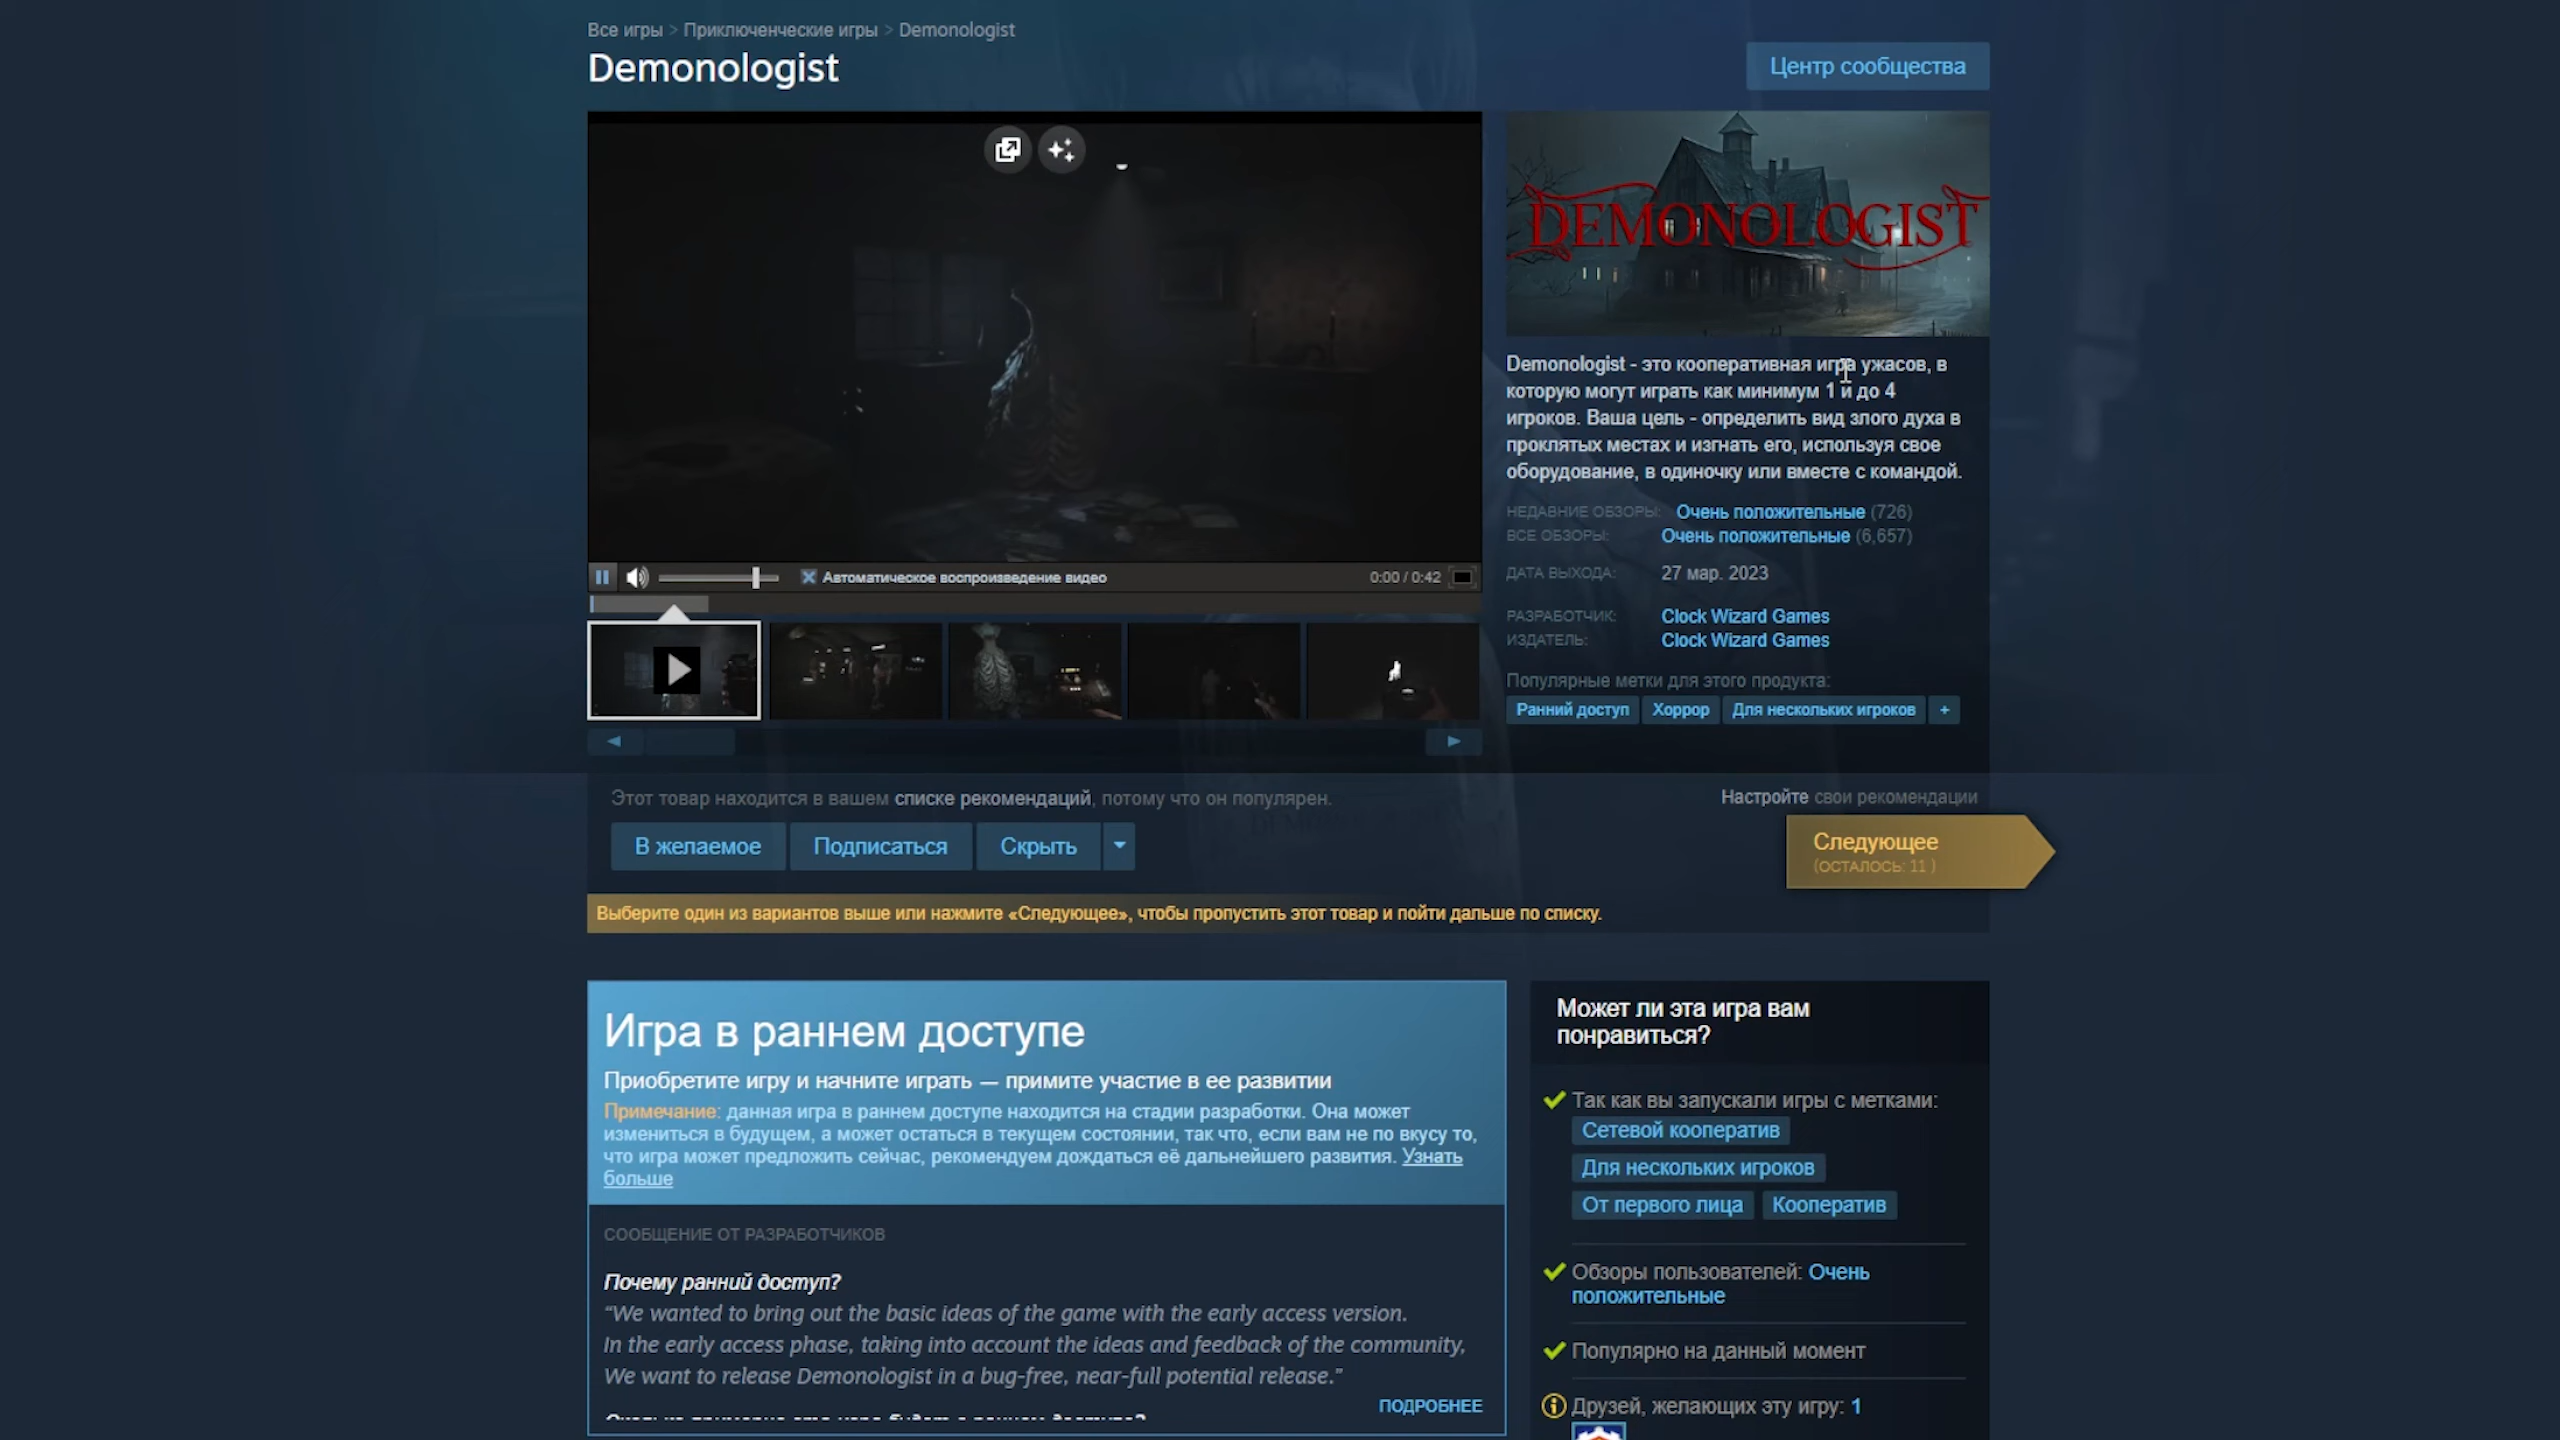 Все игры > Приключенческие игры > Demonologist
Demonologist
Центр сообщества
DEMONOLOGIST
Demonologist - это кооперативная игра ужасов, в
которую могут играть как минимум 1 и до 4
игроков. Ваша цель - определить вид злого духа в
проклятых местах и изгнать его, используя свое
оборудование, в одиночку или вместе с командой.
НЕДАВНИЕ ОБЗОРЫ: Очень положительные (726)
ВСЕ ОБЗОРЫ: Очень положительные (6,657)
ДАТА ВЫХОДА: 27 мар. 2023
РАЗРАБОТЧИК: Clock Wizard Games
ИЗДАТЕЛЬ: Clock Wizard Games
Популярные метки для этого продукта:
Ранний доступ Хоррор Для нескольких игроков +
Автоматическое воспроизведение видео 0:00 / 0:42
Этот товар находится в вашем списке рекомендаций, потому что он популярен.
Настройте свои рекомендации
В желаемое Подписаться Скрыть
Следующее
(ОСТАЛОСЬ: 11 )
Выберите один из вариантов выше или нажмите «Следующее», чтобы пропустить этот товар и пойти дальше по списку.
Игра в раннем доступе
Приобретите игру и начните играть — примите участие в ее развитии
Примечание: данная игра в раннем доступе находится на стадии разработки. Она может
измениться в будущем, а может остаться в текущем состоянии, так что, если вам не по вкусу то,
что игра может предложить сейчас, рекомендуем дождаться её дальнейшего развития. Узнать
больше
СООБЩЕНИЕ ОТ РАЗРАБОТЧИКОВ
Почему ранний доступ?
“We wanted to bring out the basic ideas of the game with the early access version.
In the early access phase, taking into account the ideas and feedback of the community,
We want to release Demonologist in a bug-free, near-full potential release.”
ПОДРОБНЕЕ
Может ли эта игра вам
понравиться?
Так как вы запускали игры с метками:
Сетевой кооператив
Для нескольких игроков
От первого лица Кооператив
Обзоры пользователей: Очень
положительные
Популярно на данный момент
Друзей, желающих эту игру: 1